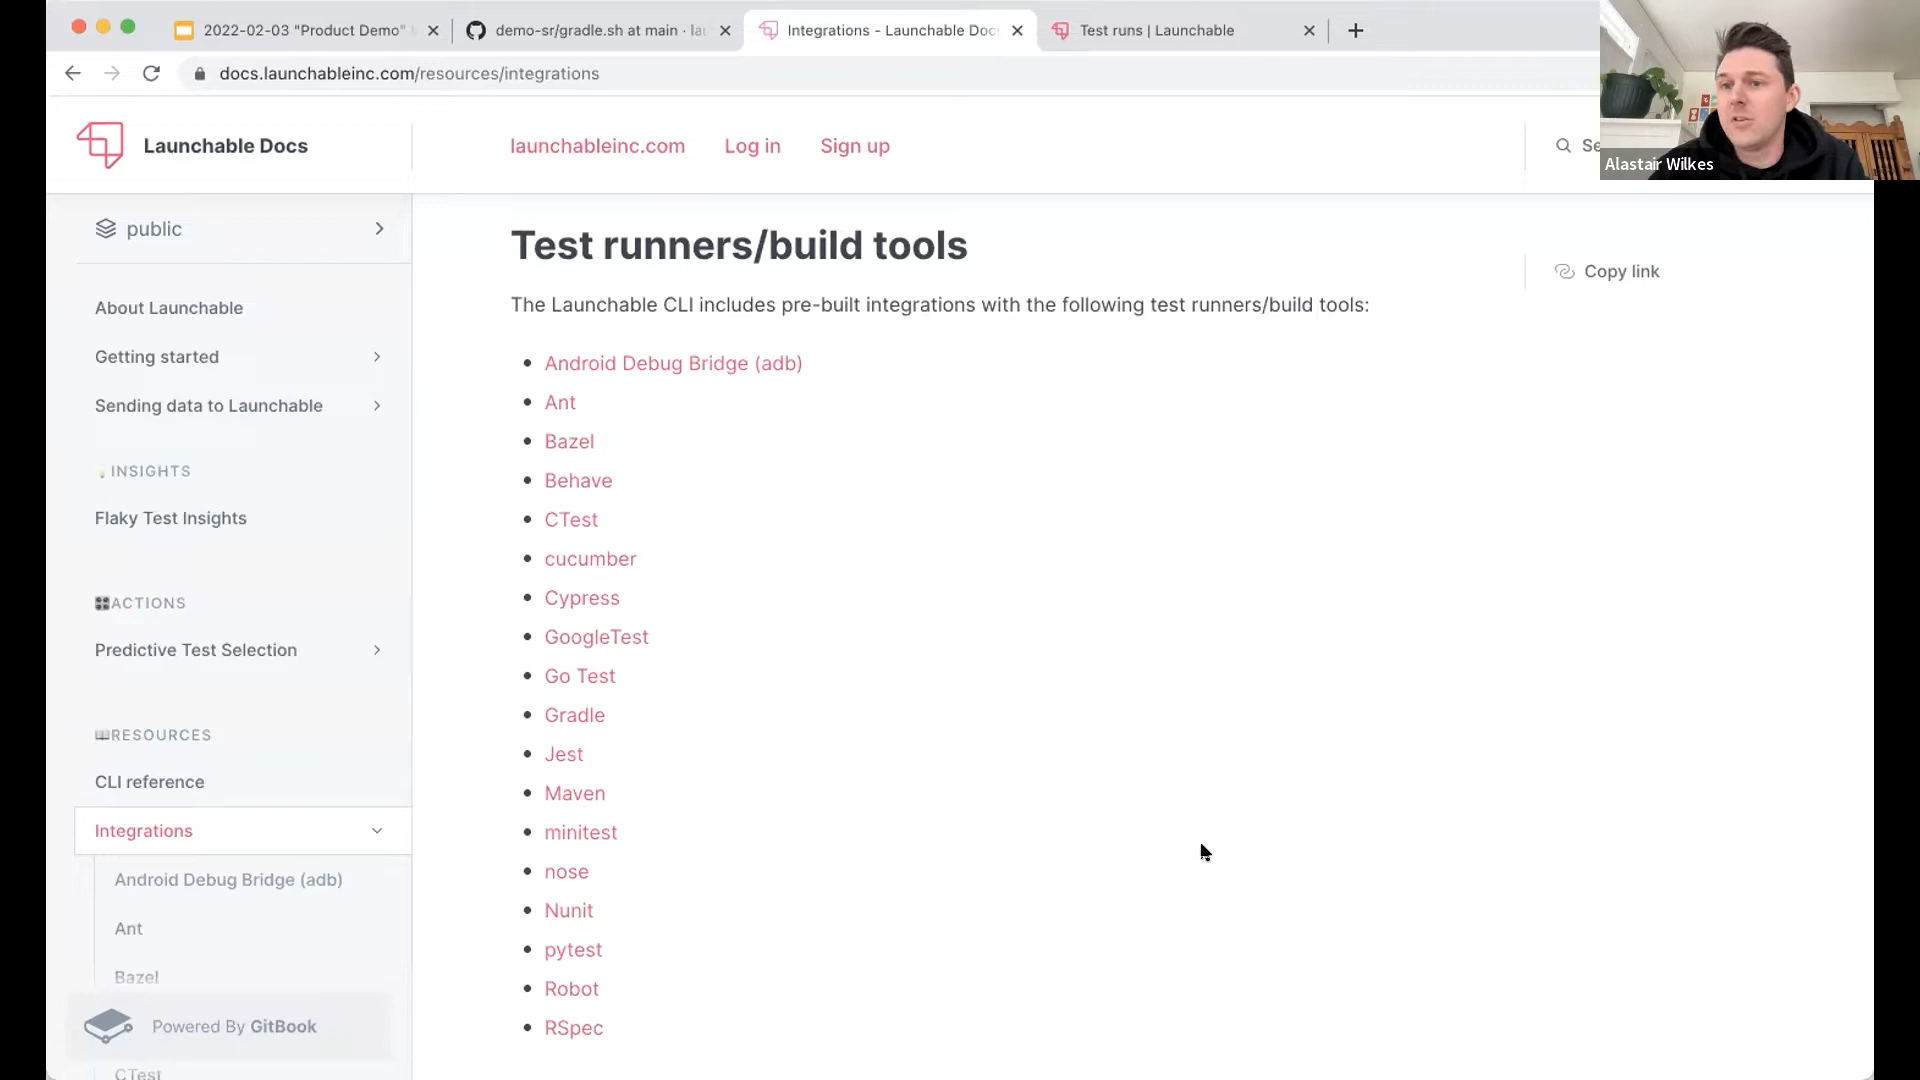 2022-02-03 "Product Demo"
demo-sr/gradle.sh at main · la
Integrations - Launchable Doc
Test runs | Launchable
docs.launchableinc.com/resources/integrations
Launchable Docs
launchableinc.com
Log in
Sign up
Se
Alastair Wilkes
public
About Launchable
Getting started
Sending data to Launchable
INSIGHTS
Flaky Test Insights
ACTIONS
Predictive Test Selection
RESOURCES
CLI reference
Integrations
Android Debug Bridge (adb)
Ant
Bazel
Powered By GitBook
CTest
Test runners/build tools
Copy link
The Launchable CLI includes pre-built integrations with the following test runners/build tools:
Android Debug Bridge (adb)
Ant
Bazel
Behave
CTest
cucumber
Cypress
GoogleTest
Go Test
Gradle
Jest
Maven
minitest
nose
Nunit
pytest
Robot
RSpec